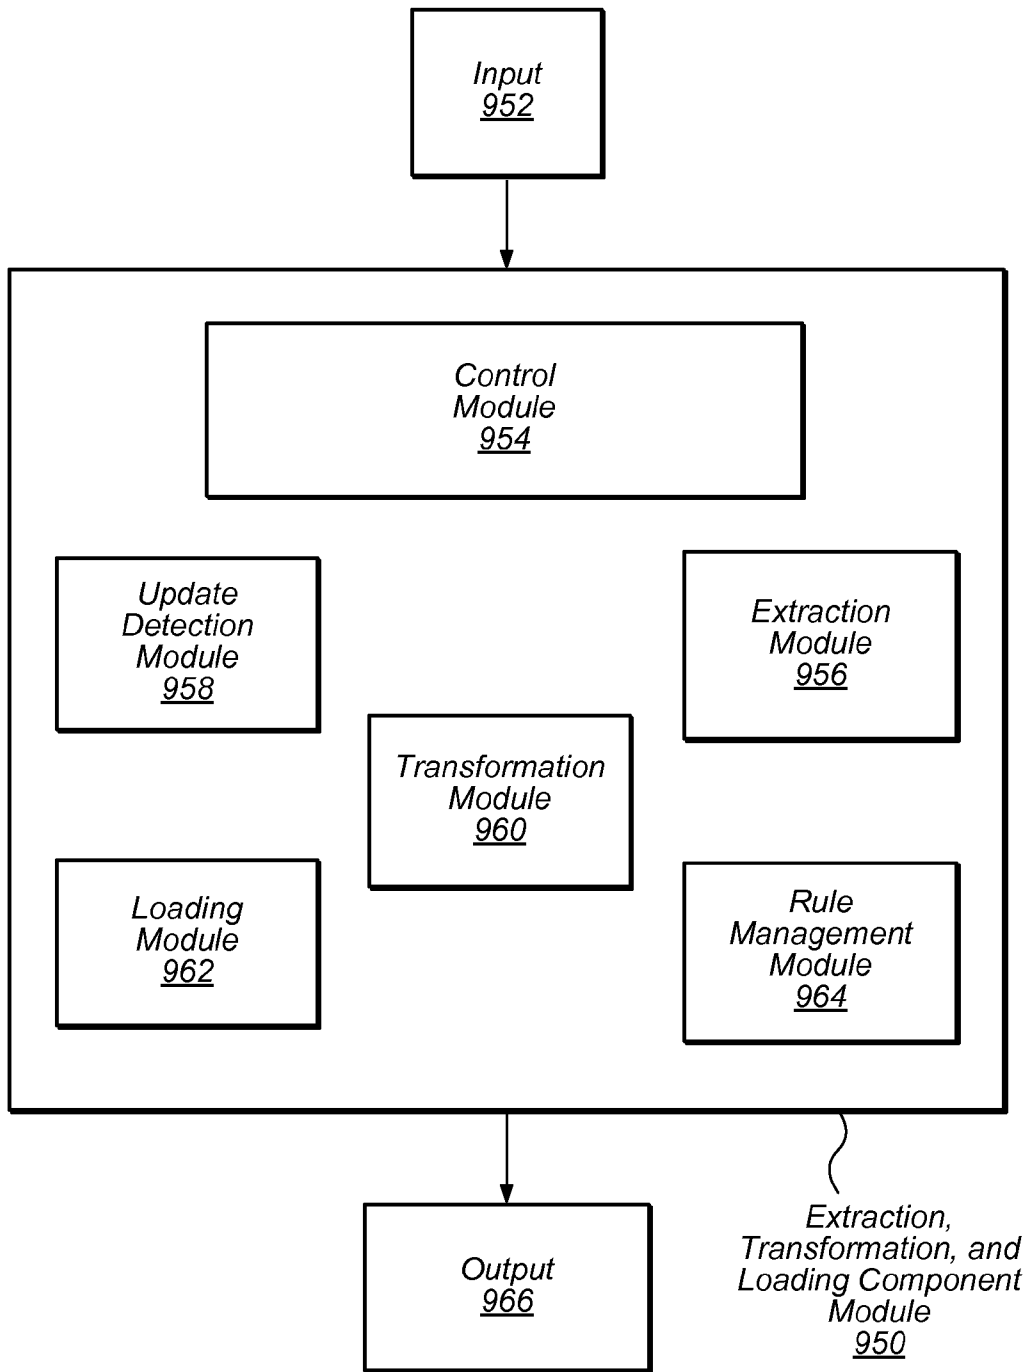 Input
952
Control
Module
954
Update
Detection
Module
958
Extraction
Module
956
Transformation
Module
960
Loading
Module
962
Rule
Management
Module
964
Output
966
Extraction,
Transformation, and
Loading Component
Module
950